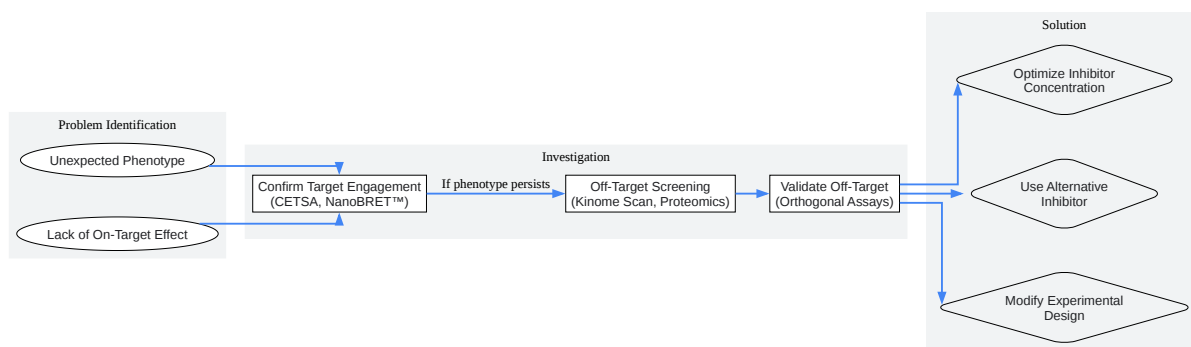 Problem Identification
Unexpected Phenotype
Lack of On-Target Effect
Investigation
Confirm Target Engagement
(CETSA, NanoBRET™)
If phenotype persists
Off-Target Screening
(Kinome Scan, Proteomics)
Validate Off-Target
(Orthogonal Assays)
Solution
Optimize Inhibitor
Concentration
Use Alternative
Inhibitor
Modify Experimental
Design